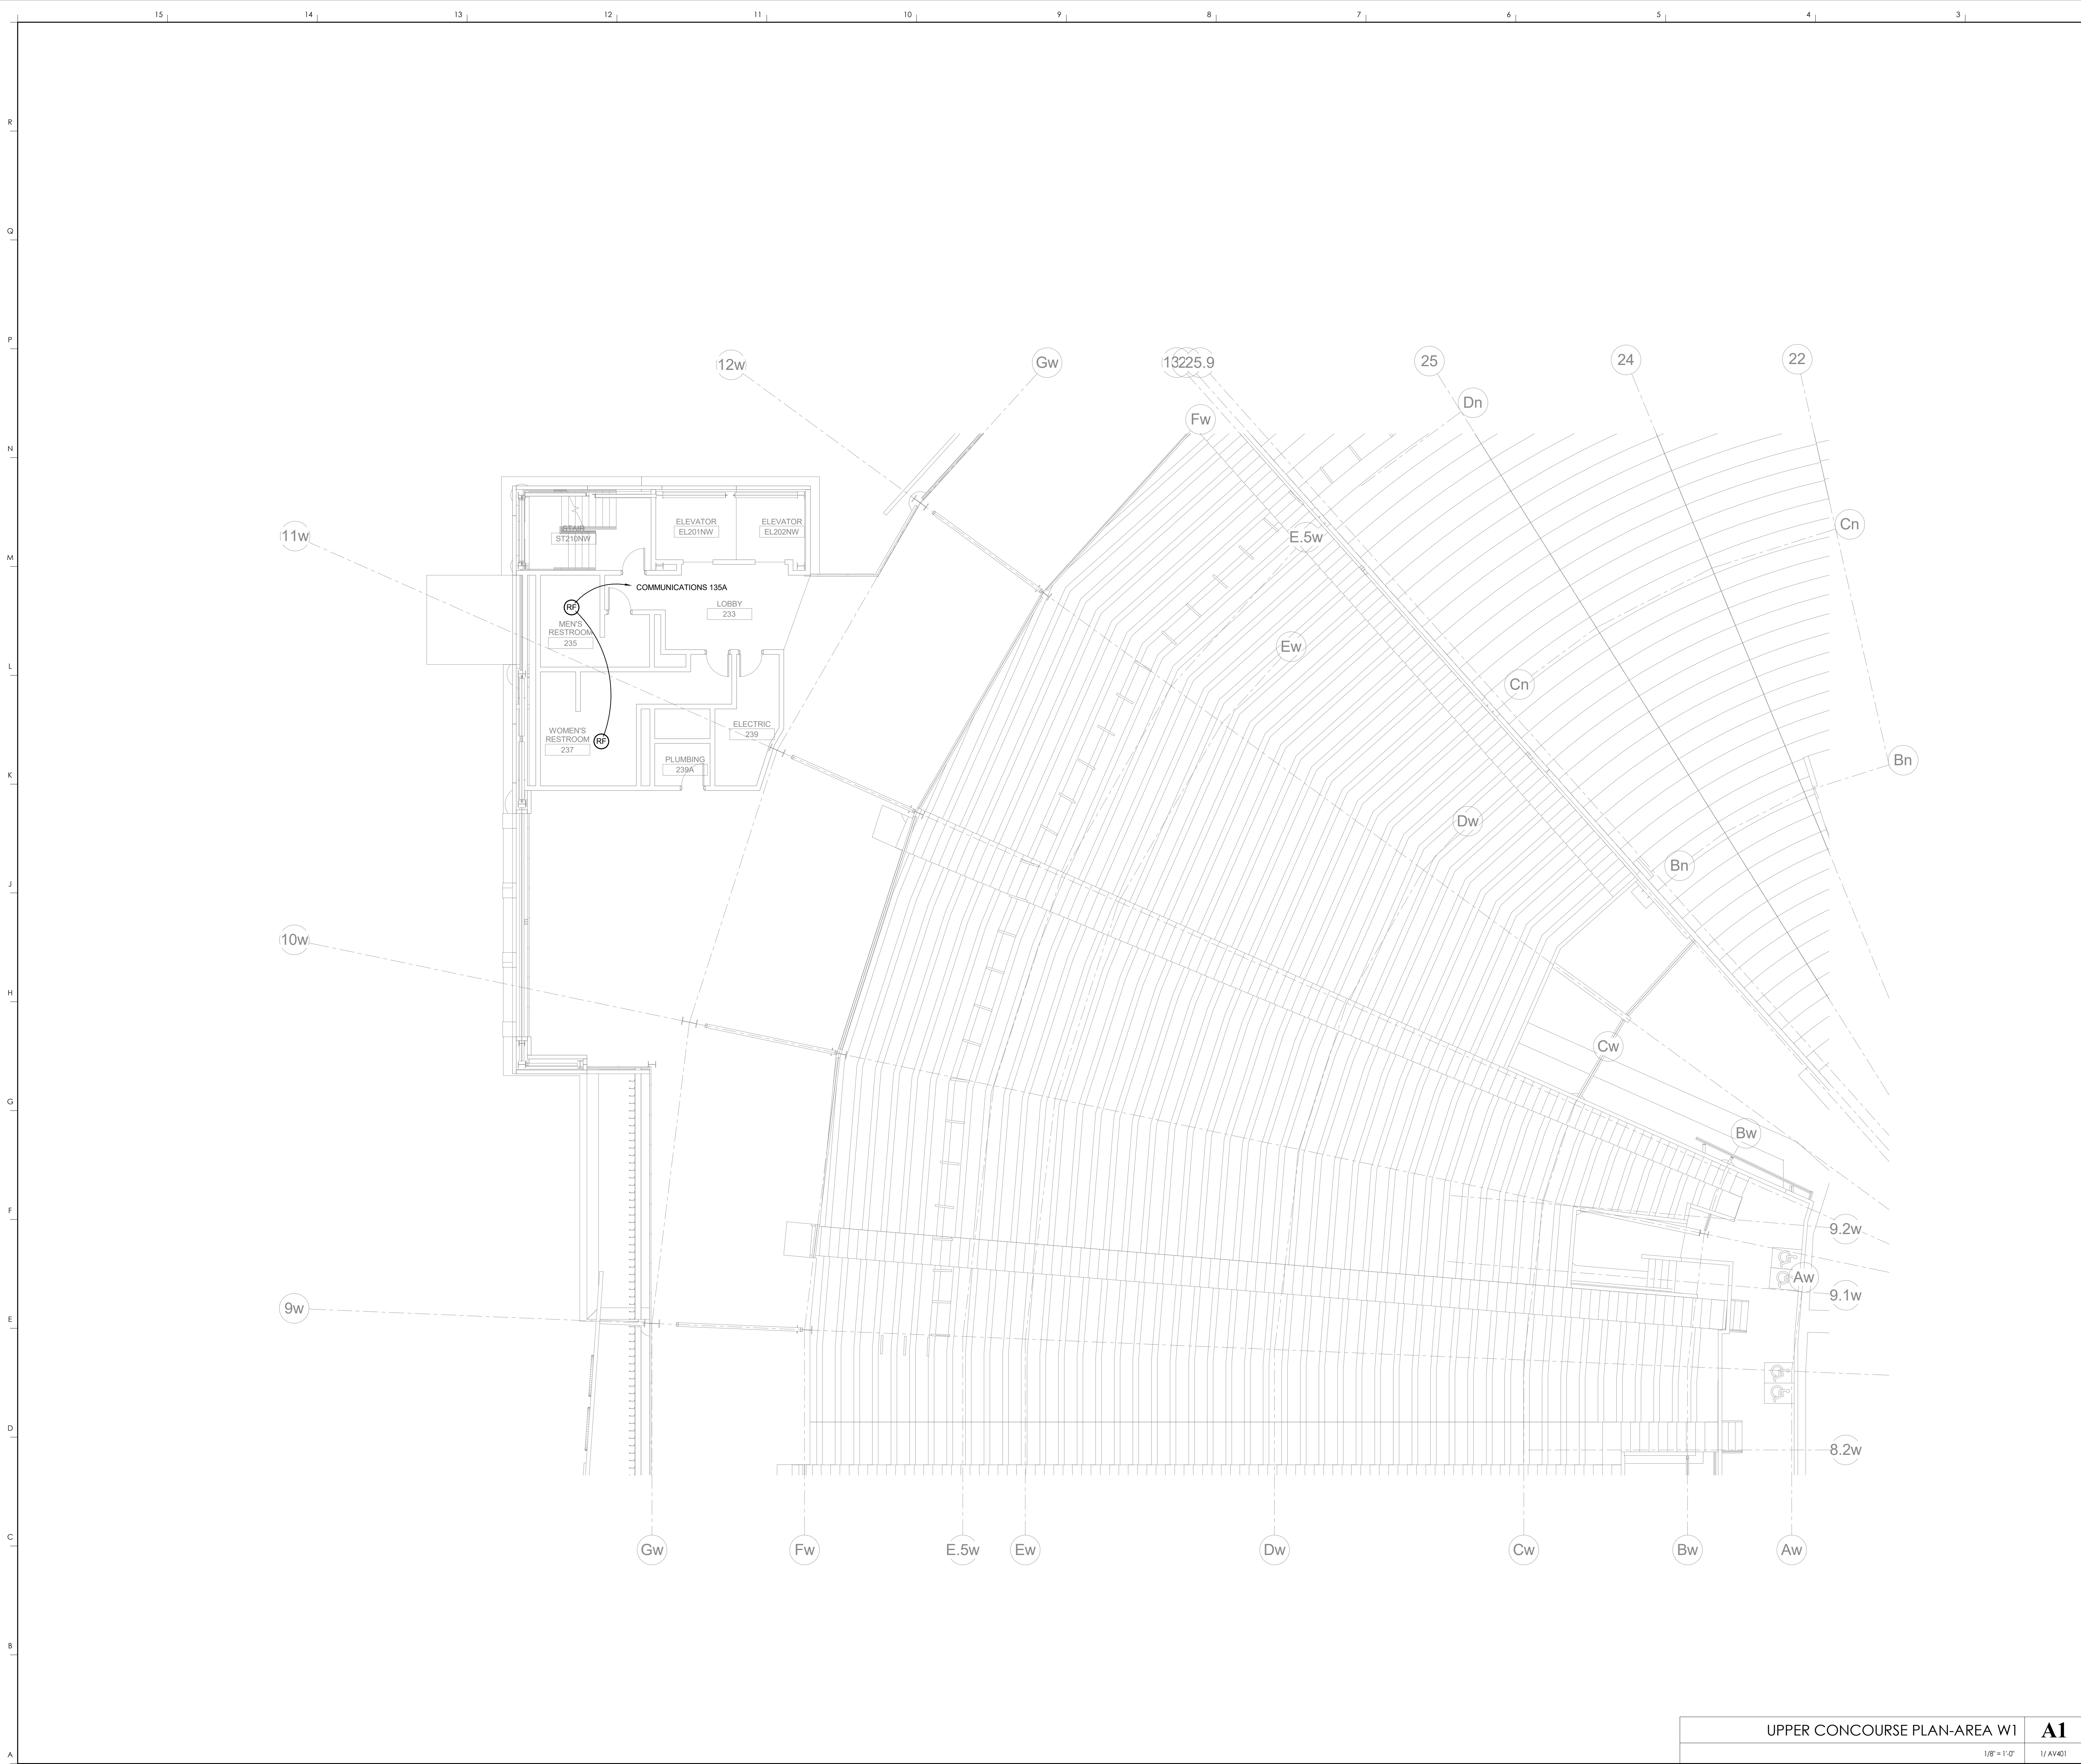 15 14 13 12 11 10 9 8 7 6 5 4 3
R
Q
P
N
M
L
K
J
H
G
F
E
D
C
B
A
12w
Gw
25.9
25
24
22
Dn
Fw
11w
Cn
E.5w
ELEVATOR
EL201NW
ELEVATOR
EL202NW
STAIR
ST210NW
COMMUNICATIONS 135A
RF
LOBBY
233
MEN'S
RESTROOM
235
Ew
Cn
WOMEN'S
RESTROOM
237
RF
ELECTRIC
239
PLUMBING
239A
Bn
Dw
Bn
10w
Cw
Bw
9.2w
Aw
9.1w
9w
8.2w
Gw
Fw
E.5w
Ew
Dw
Cw
Bw
Aw
UPPER CONCOURSE PLAN-AREA W1
A1
1/8" = 1'-0"
1/ AV401